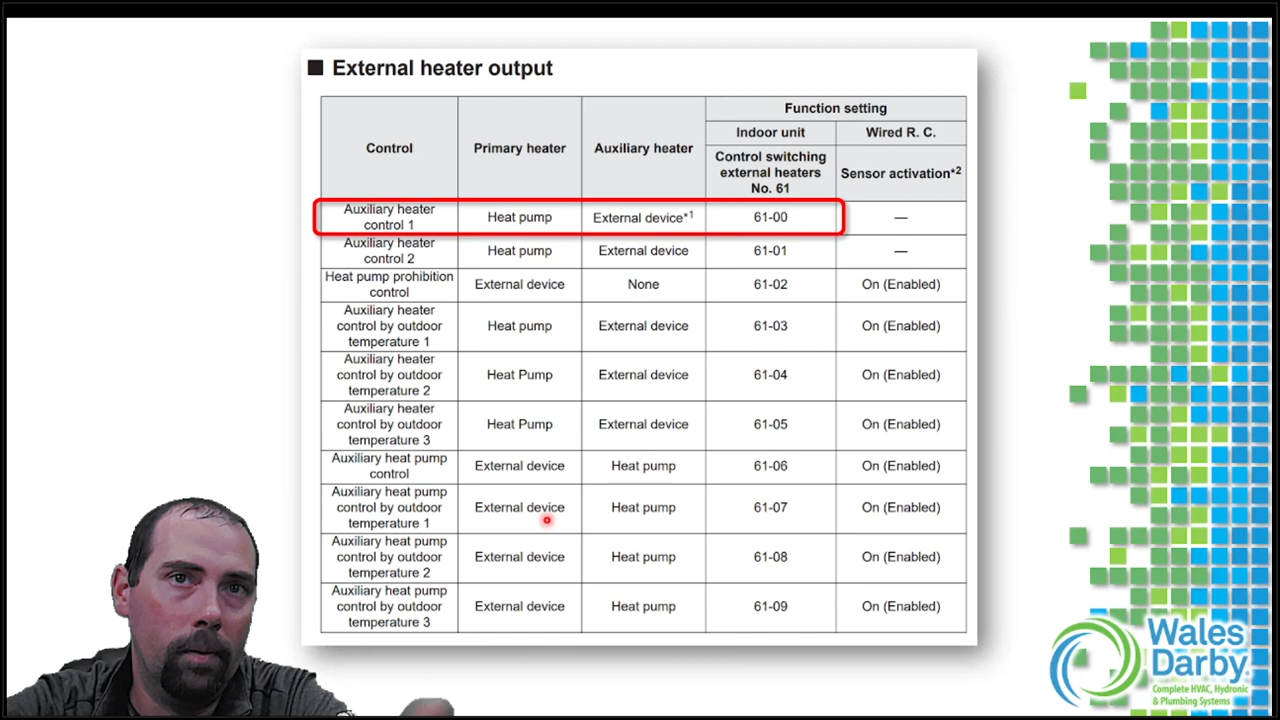 ■ External heater output
Function setting
Indoor unit
Wired R. C.
Control
Primary heater
Auxiliary heater
Control switching
external heaters
No. 61
Sensor activation*2
Auxiliary heater
control 1
Heat pump
External device*1
61-00
—
Auxiliary heater
control 2
Heat pump
External device
61-01
—
Heat pump prohibition
control
External device
None
61-02
On (Enabled)
Auxiliary heater
control by outdoor
temperature 1
Heat pump
External device
61-03
On (Enabled)
Auxiliary heater
control by outdoor
temperature 2
Heat Pump
External device
61-04
On (Enabled)
Auxiliary heater
control by outdoor
temperature 3
Heat Pump
External device
61-05
On (Enabled)
Auxiliary heat pump
control
External device
Heat pump
61-06
On (Enabled)
Auxiliary heat pump
control by outdoor
temperature 1
External device
Heat pump
61-07
On (Enabled)
Auxiliary heat pump
control by outdoor
temperature 2
External device
Heat pump
61-08
On (Enabled)
Auxiliary heat pump
control by outdoor
temperature 3
External device
Heat pump
61-09
On (Enabled)
Wales
Darby
Complete HVAC, Hydronic
& Plumbing Systems